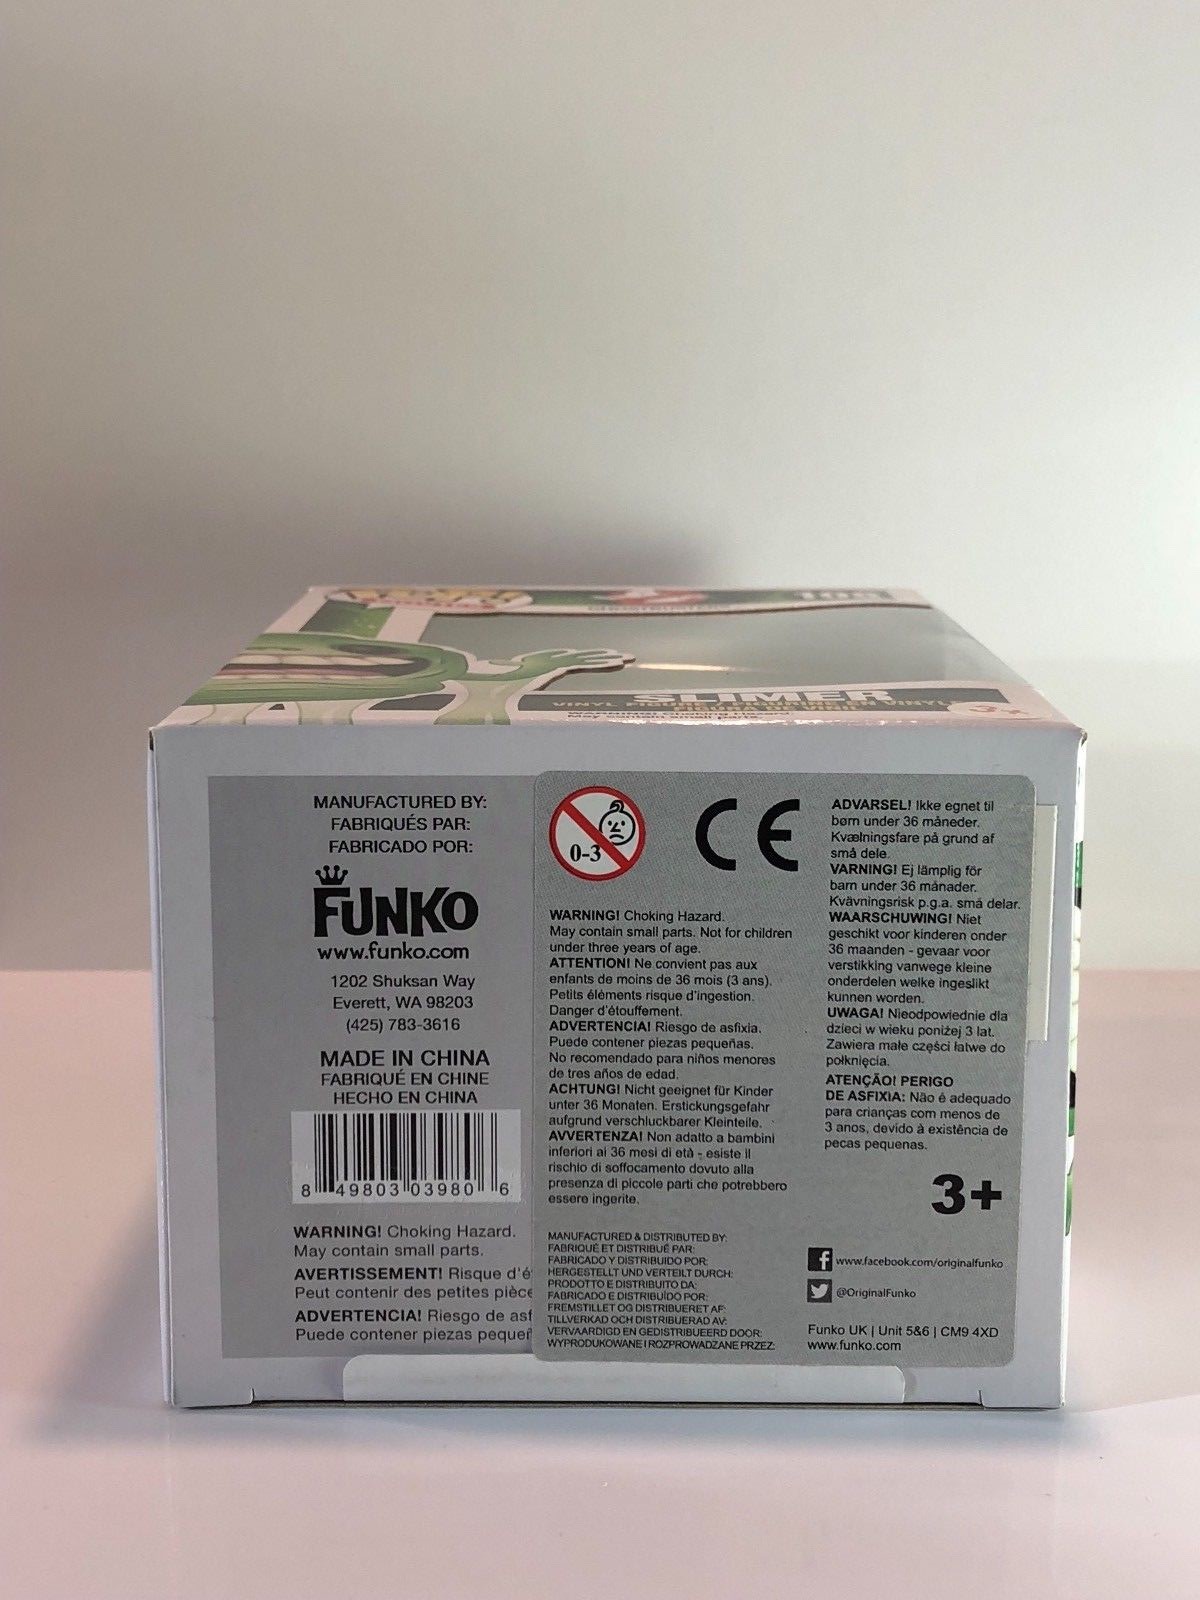 108
SLIMER
VINYL FIGURE / FIGURINE EN VINYL
May contain small parts.
MANUFACTURED BY:
FABRIQUÉS PAR:
FABRICADO POR:
FUNKO
www.funko.com
1202 Shuksan Way
Everett, WA 98203
(425) 783-3616
MADE IN CHINA
FABRIQUÉ EN CHINE
HECHO EN CHINA
8 49803 03980 6
WARNING! Choking Hazard.
May contain small parts.
AVERTISSEMENT! Risque d'é
Peut contenir des petites pièce
ADVERTENCIA! Riesgo de asf
Puede contener piezas pequeñ
0-3
CE
WARNING! Choking Hazard.
May contain small parts. Not for children
under three years of age.
ATTENTION! Ne convient pas aux
enfants de moins de 36 mois (3 ans).
Petits éléments risque d'ingestion.
Danger d'étouffement.
ADVERTENCIA! Riesgo de asfixia.
Puede contener piezas pequeñas.
No recomendado para niños menores
de tres años de edad.
ACHTUNG! Nicht geeignet für Kinder
unter 36 Monaten. Erstickungsgefahr
aufgrund verschluckbarer Kleinteile.
AVVERTENZA! Non adatto a bambini
inferiori ai 36 mesi di età - esiste il
rischio di soffocamento dovuto alla
presenza di piccole parti che potrebbero
essere ingerite.
MANUFACTURED & DISTRIBUTED BY:
FABRIQUÉ ET DISTRIBUÉ PAR:
FABRICADO Y DISTRIBUIDO POR:
HERGESTELLT UND VERTEILT DURCH:
PRODOTTO E DISTRIBUITO DA:
FABRICADO E DISTRIBUÍDO POR:
FREMSTILLET OG DISTRIBUERET AF:
TILLVERKAD OCH DISTRIBUERAD AV:
VERVAARDIGD EN GEDISTRIBUEERD DOOR:
WYPRODUKOWANE I ROZPROWADZANE PRZEZ:
ADVARSEL! Ikke egnet til
børn under 36 måneder.
Kvælningsfare på grund af
små dele.
VARNING! Ej lämplig för
barn under 36 månader.
Kvävningsrisk p.g.a. små delar.
WAARSCHUWING! Niet
geschikt voor kinderen onder
36 maanden - gevaar voor
verstikking vanwege kleine
onderdelen welke ingeslikt
kunnen worden.
UWAGA! Nieodpowiednie dla
dzieci w wieku poniżej 3 lat.
Zawiera małe części łatwe do
połknięcia.
ATENÇÃO! PERIGO
DE ASFIXIA: Não é adequado
para crianças com menos de
3 anos, devido à existência de
pecas pequenas.
3+
www.facebook.com/originalfunko
@OriginalFunko
Funko UK | Unit 5&6 | CM9 4XD
www.funko.com